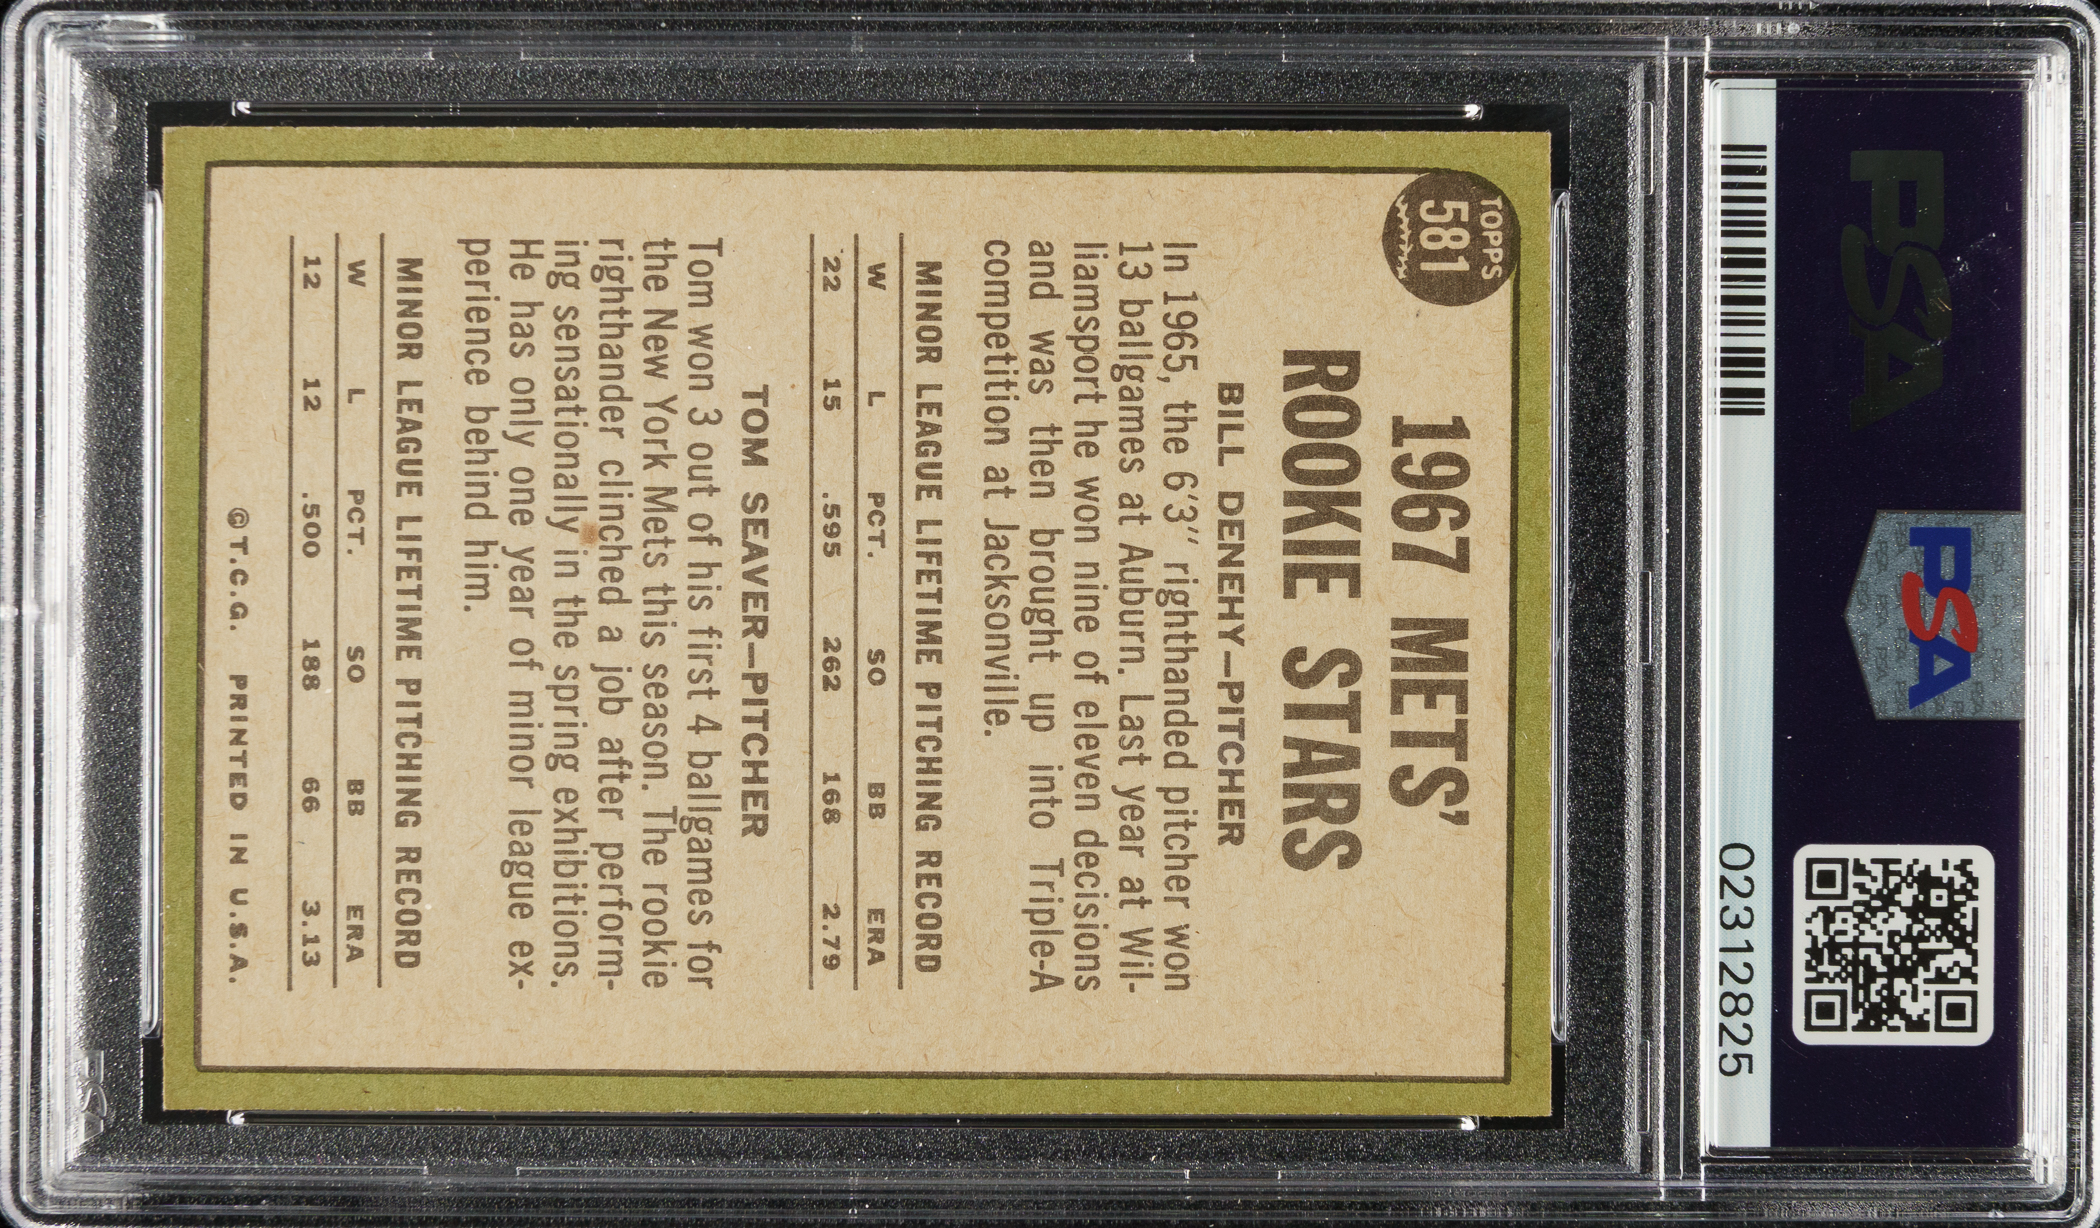 PSA
PSA
02312825
TOPPS
581
1967 METS'
ROOKIE STARS
BILL DENEHY—PITCHER
In 1965, the 6'3" righthanded pitcher won
13 ballgames at Auburn. Last year at Wil-
liamsport he won nine of eleven decisions
and was then brought up into Triple-A
competition at Jacksonville.
MINOR LEAGUE LIFETIME PITCHING RECORD
W L PCT. SO BB ERA
22 15 .595 262 168 2.79
TOM SEAVER—PITCHER
Tom won 3 out of his first 4 ballgames for
the New York Mets this season. The rookie
righthander clinched a job after perform-
ing sensationally in the spring exhibitions.
He has only one year of minor league ex-
perience behind him.
MINOR LEAGUE LIFETIME PITCHING RECORD
W L PCT. SO BB ERA
12 12 .500 188 66 3.13
©T.C.G. PRINTED IN U.S.A.